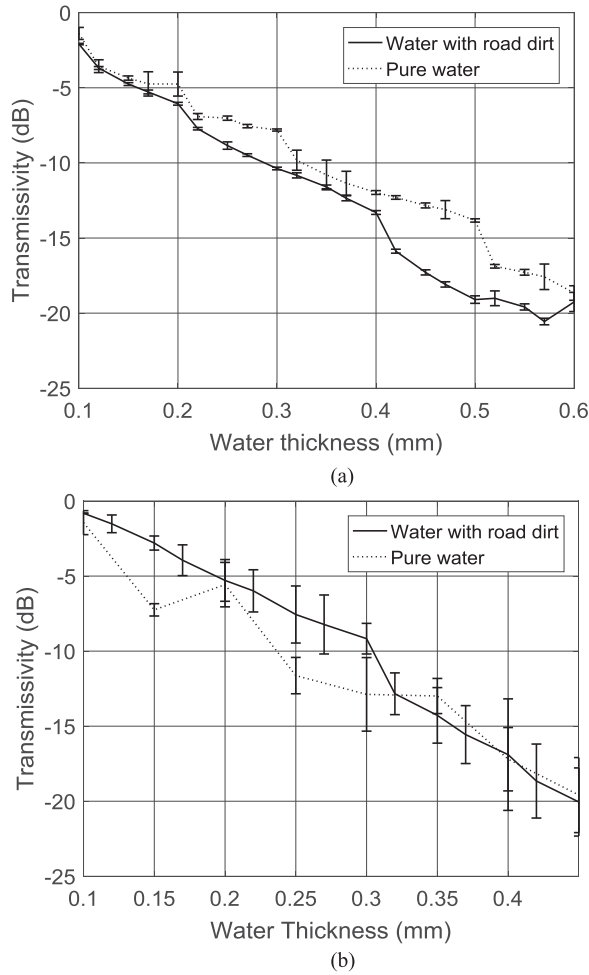 0
-5
-10
-15
-20
-25
Transmissivity (dB)
Water with road dirt
Pure water
0.1 0.2 0.3 0.4 0.5 0.6
Water thickness (mm)
(a)
0
-5
-10
-15
-20
-25
Transmissivity (dB)
Water with road dirt
Pure water
0.1 0.15 0.2 0.25 0.3 0.35 0.4
Water Thickness (mm)
(b)